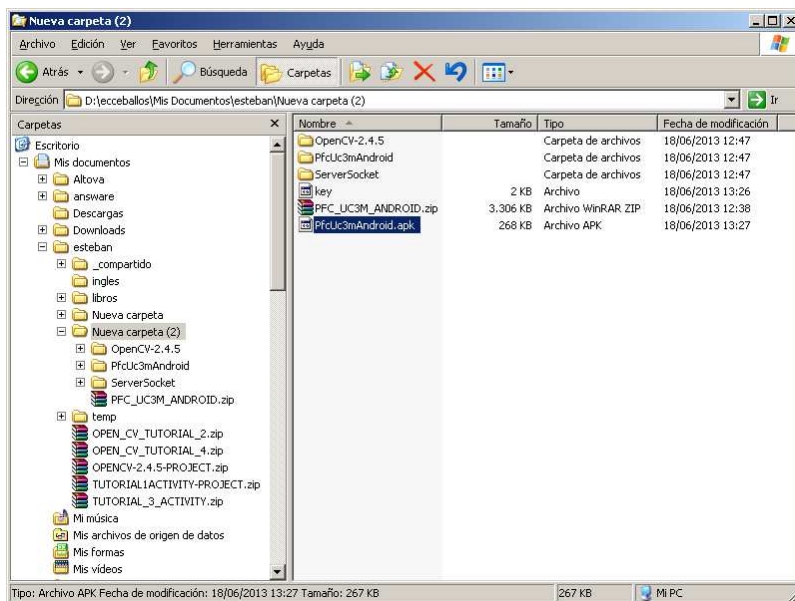 Nueva carpeta (2)
Archivo Edición Ver Favoritos Herramientas Ayuda
Atrás Búsqueda Carpetas
Dirección D:\ecceballos\Mis Documentos\esteban\Nueva carpeta (2) Ir
Carpetas
Escritorio
Mis documentos
Altova
answare
Descargas
Downloads
esteban
_compartido
ingles
libros
Nueva carpeta
Nueva carpeta (2)
OpenCV-2.4.5
PfcUc3mAndroid
ServerSocket
PFC_UC3M_ANDROID.zip
temp
OPEN_CV_TUTORIAL_2.zip
OPEN_CV_TUTORIAL_4.zip
OPENCV-2.4.5-PROJECT.zip
TUTORIAL1ACTIVITY-PROJECT.zip
TUTORIAL_3_ACTIVITY.zip
Mi música
Mis archivos de origen de datos
Mis formas
Mis vídeos
Nombre Tamaño Tipo Fecha de modificación
OpenCV-2.4.5 Carpeta de archivos 18/06/2013 12:47
PfcUc3mAndroid Carpeta de archivos 18/06/2013 12:47
ServerSocket Carpeta de archivos 18/06/2013 12:47
key 2 KB Archivo 18/06/2013 13:26
PFC_UC3M_ANDROID.zip 3.306 KB Archivo WinRAR ZIP 18/06/2013 12:38
PfcUc3mAndroid.apk 268 KB Archivo APK 18/06/2013 13:27
Tipo: Archivo APK Fecha de modificación: 18/06/2013 13:27 Tamaño: 267 KB 267 KB Mi PC